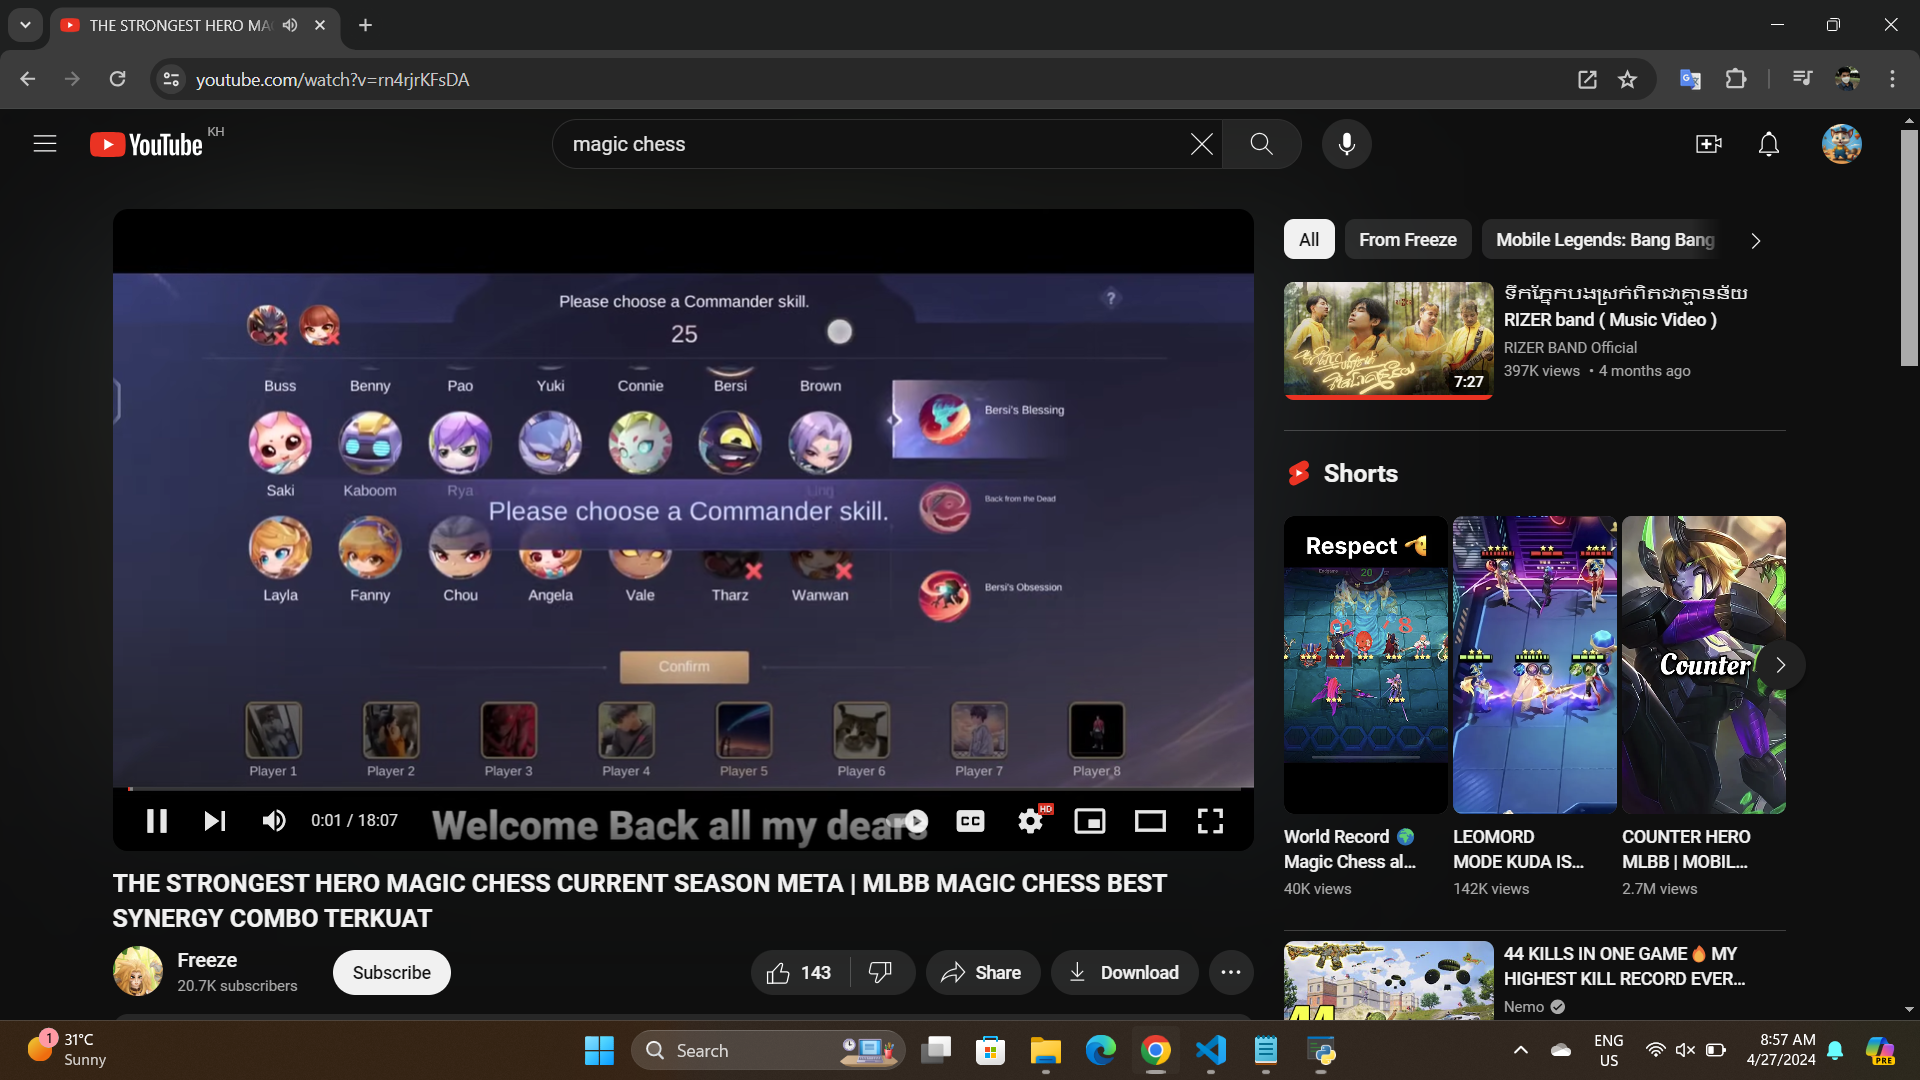 THE STRONGEST HERO MA
youtube.com/watch?v=rn4rjrKFsDA
YouTube KH
magic chess
Please choose a Commander skill.
25
?
Buss Benny Pao Yuki Connie Bersi Brown
Bersi's Blessing
Saki Kaboom Rya Ling
Back from the Dead
Please choose a Commander skill.
Bersi's Obsession
Layla Fanny Chou Angela Vale Tharz Wanwan
Confirm
Player 1 Player 2 Player 3 Player 4 Player 5 Player 6 Player 7 Player 8
0:01 / 18:07
Welcome Back all my dears
CC
HD
THE STRONGEST HERO MAGIC CHESS CURRENT SEASON META | MLBB MAGIC CHESS BEST
SYNERGY COMBO TERKUAT
Freeze
20.7K subscribers
Subscribe
143
Share
Download
All From Freeze Mobile Legends: Bang Bang
7:27
ទឹកភ្នែកបងស្រក់ពិតជាគ្មានន័យ
RIZER band ( Music Video )
RIZER BAND Official
397K views • 4 months ago
Shorts
Respect
20
8
Counter
World Record
Magic Chess al...
40K views
LEOMORD
MODE KUDA IS...
142K views
COUNTER HERO
MLBB | MOBIL...
2.7M views
44
44 KILLS IN ONE GAME🔥MY
HIGHEST KILL RECORD EVER...
Nemo
1
31°C
Sunny
Search
ENG
US
8:57 AM
4/27/2024
PRE